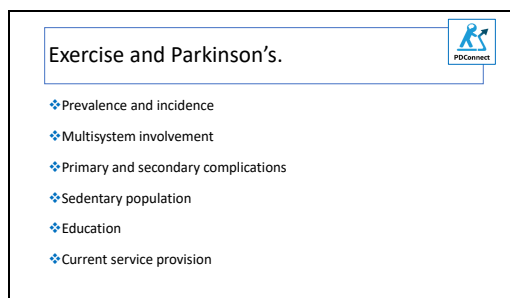 Exercise and Parkinson's.
PDConnect
❖Prevalence and incidence
❖Multisystem involvement
❖Primary and secondary complications
❖Sedentary population
❖Education
❖Current service provision